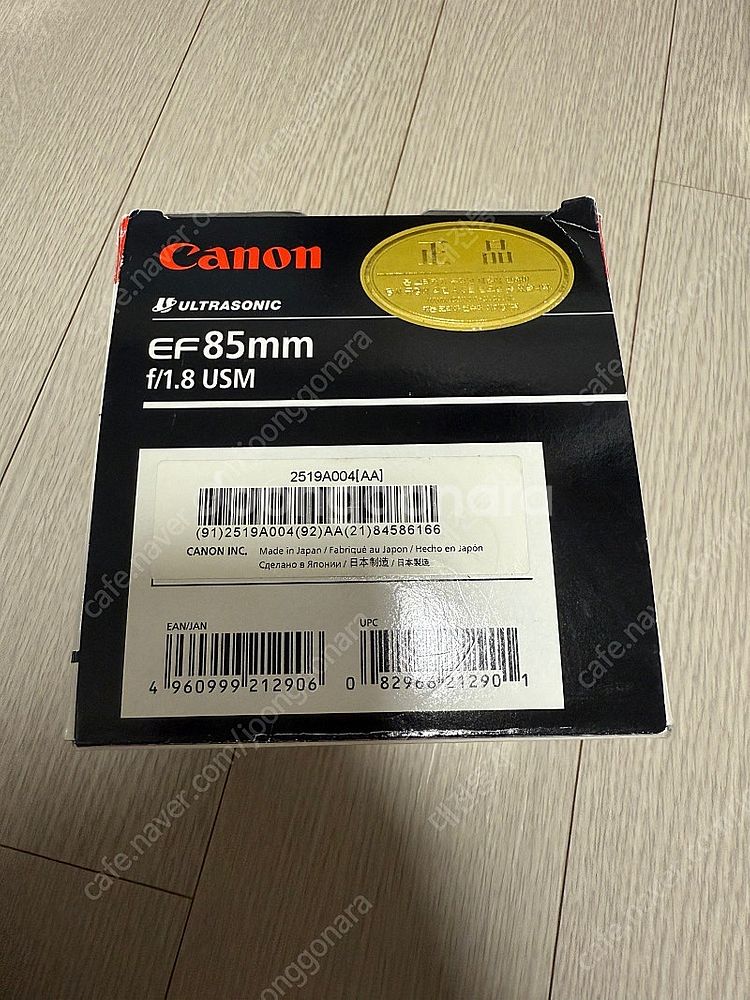 Canon
正品
ULTRASONIC
EF85mm
f/1.8 USM
2519A004[AA]
(91)2519A004(92)AA(21)84586166
CANON INC. Made in Japan / Fabriqué au Japon / Hecho en Japón
Сделано в Японии / 日本制造 / 日本製造
EAN/JAN
UPC
4 960999 212906
0 82966 21290 1
cafe.naver.com/joonggonara